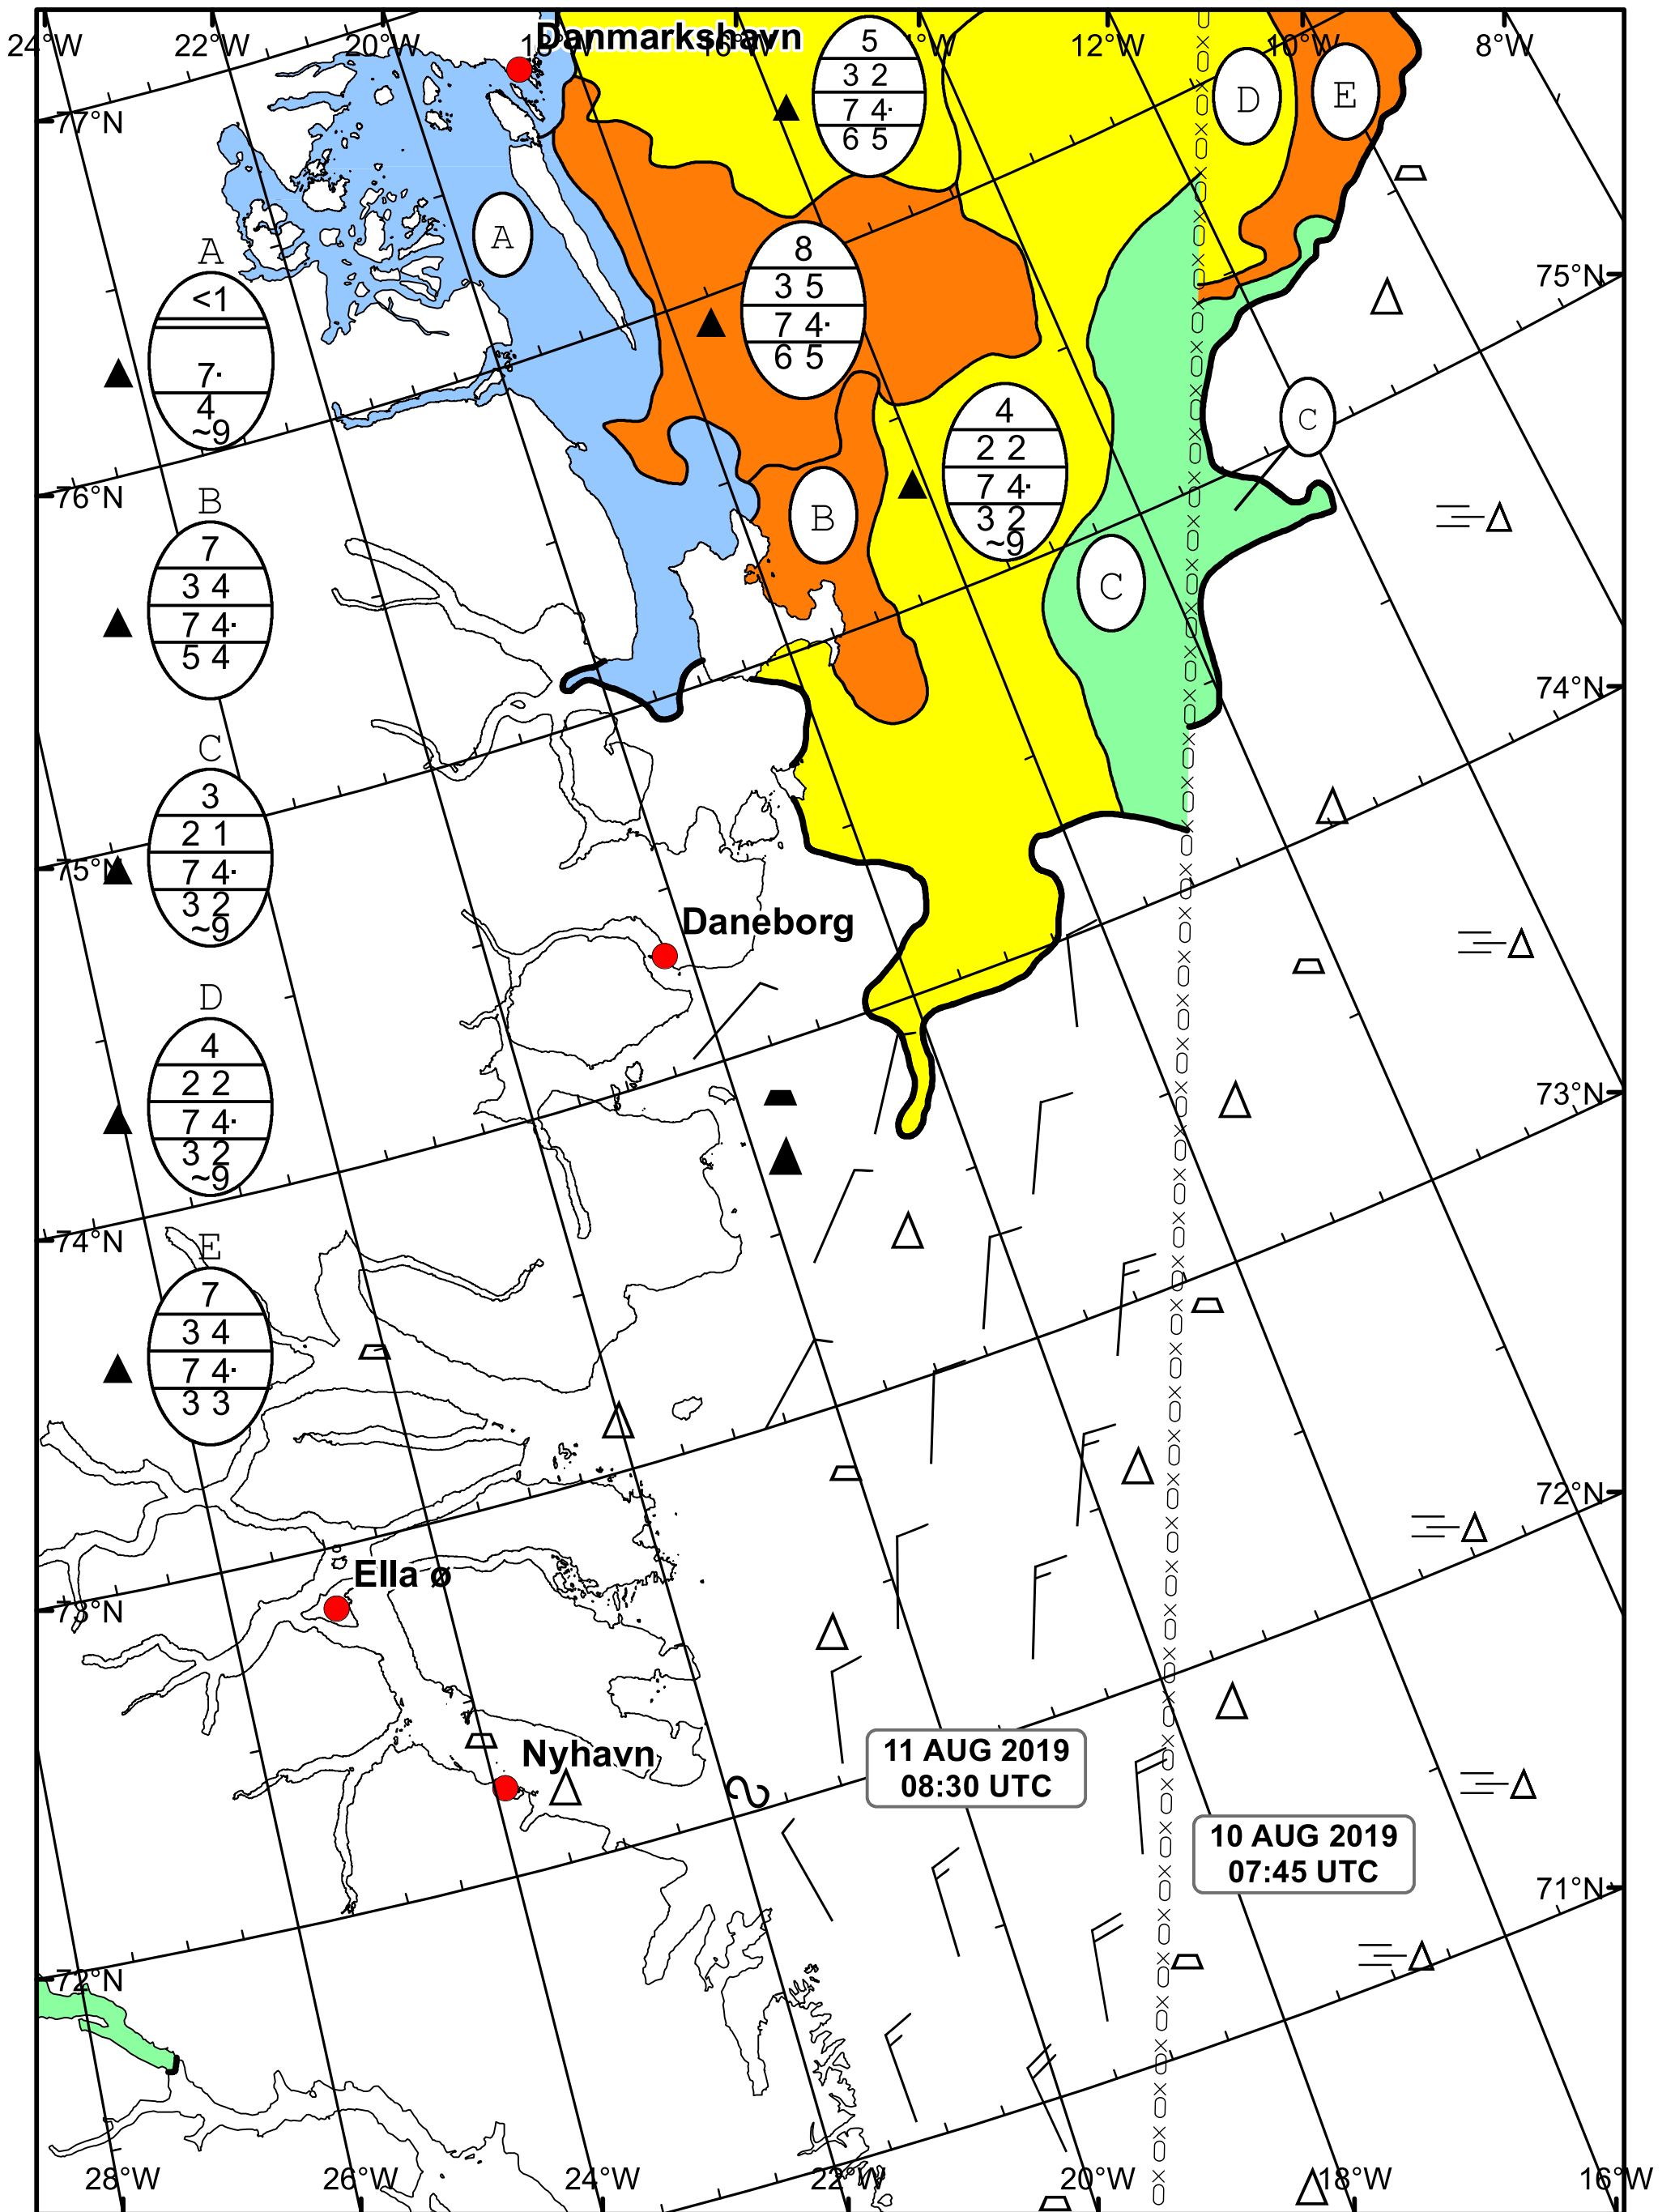 24°W 22°W 20°W 18°W 16°W 14°W 12°W 10°W 8°W
Danmarkshavn
77°N
76°N
75°N
74°N
73°N
72°N
75°N
74°N
73°N
72°N
71°N
28°W 26°W 24°W 22°W 20°W 18°W 16°W
5
3 2
7 4·
6 5
8
3 5
7 4·
6 5
4
2 2
7 4·
3 2
~9
A
B
C
C
D
E
A
<1
7·
4
~9
B
7
3 4
7 4·
5 4
C
3
2 1
7 4·
3 2
~9
D
4
2 2
7 4·
3 2
~9
E
7
3 4
7 4·
3 3
Daneborg
Ella ø
Nyhavn
11 AUG 2019
08:30 UTC
10 AUG 2019
07:45 UTC